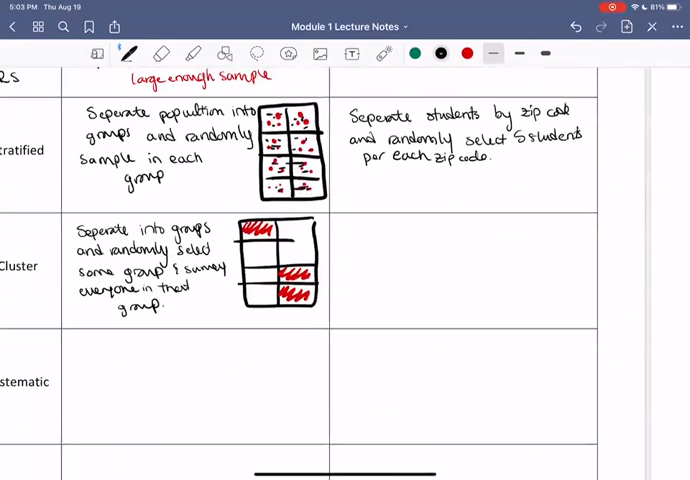 5:03 PM Thu Aug 19
81%
Module 1 Lecture Notes
RS
large enough sample
tratified
Seperate population into
groups and randomly
sample in each
group
Seperate students by zip code
and randomly select 5 students
per each zip code.
Cluster
Seperate into groups
and randomly select
some group & survey
everyone in that
group.
stematic